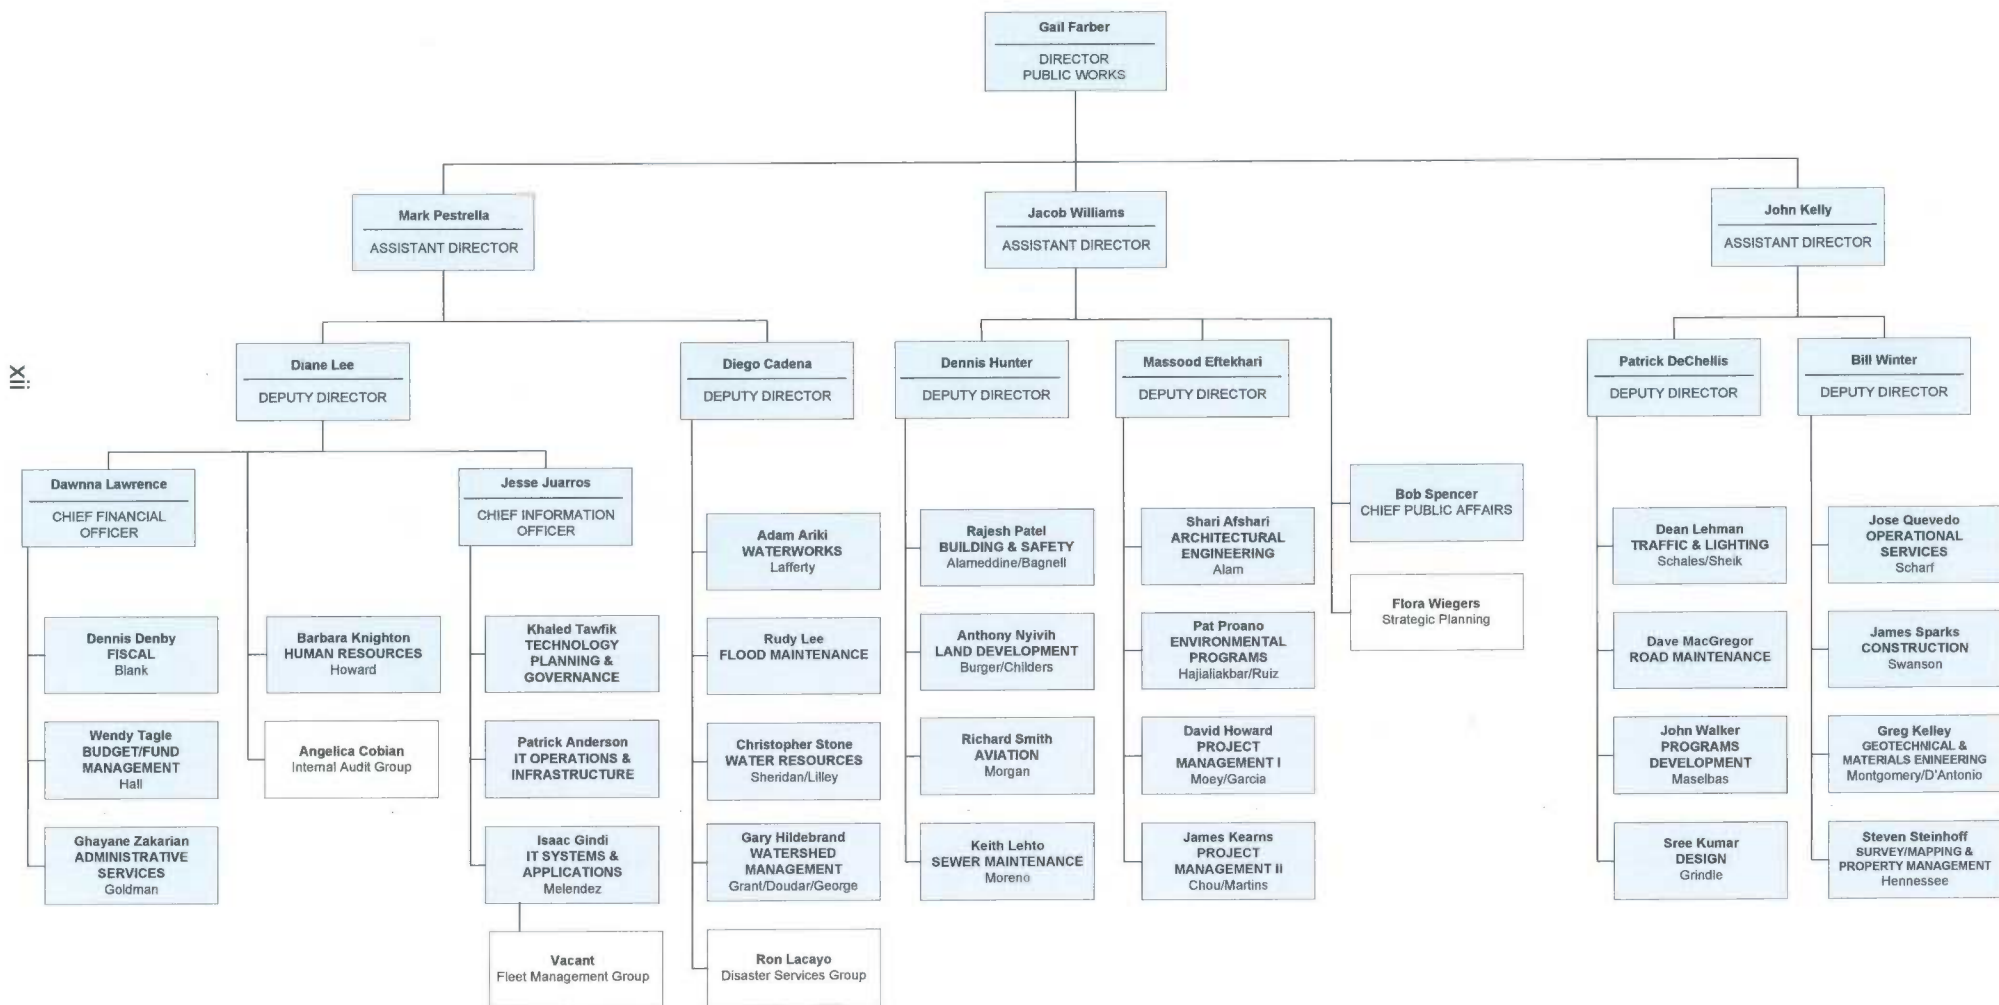 Gail Farber
DIRECTOR
PUBLIC WORKS
Mark Pestrella
ASSISTANT DIRECTOR
Jacob Williams
ASSISTANT DIRECTOR
John Kelly
ASSISTANT DIRECTOR
xii
Diane Lee
DEPUTY DIRECTOR
Diego Cadena
DEPUTY DIRECTOR
Dennis Hunter
DEPUTY DIRECTOR
Massood Eftekhari
DEPUTY DIRECTOR
Patrick DeChellis
DEPUTY DIRECTOR
Bill Winter
DEPUTY DIRECTOR
Dawnna Lawrence
CHIEF FINANCIAL
OFFICER
Dennis Denby
FISCAL
Blank
Wendy Tagle
BUDGET/FUND
MANAGEMENT
Hall
Ghayane Zakarian
ADMINISTRATIVE
SERVICES
Goldman
Barbara Knighton
HUMAN RESOURCES
Howard
Angelica Cobian
Internal Audit Group
Jesse Juarros
CHIEF INFORMATION
OFFICER
Khaled Tawfik
TECHNOLOGY
PLANNING &
GOVERNANCE
Patrick Anderson
IT OPERATIONS &
INFRASTRUCTURE
Isaac Gindi
IT SYSTEMS &
APPLICATIONS
Melendez
Vacant
Fleet Management Group
Adam Ariki
WATERWORKS
Lafferty
Rudy Lee
FLOOD MAINTENANCE
Christopher Stone
WATER RESOURCES
Sheridan/Lilley
Gary Hildebrand
WATERSHED
MANAGEMENT
Grant/Doudar/George
Ron Lacayo
Disaster Services Group
Rajesh Patel
BUILDING & SAFETY
Alameddine/Bagnell
Anthony Nyivih
LAND DEVELOPMENT
Burger/Childers
Richard Smith
AVIATION
Morgan
Keith Lehto
SEWER MAINTENANCE
Moreno
Shari Afshari
ARCHITECTURAL
ENGINEERING
Alam
Pat Proano
ENVIRONMENTAL
PROGRAMS
Hajialiakbar/Ruiz
David Howard
PROJECT
MANAGEMENT I
Moey/Garcia
James Kearns
PROJECT
MANAGEMENT II
Chou/Martins
Bob Spencer
CHIEF PUBLIC AFFAIRS
Flora Wiegers
Strategic Planning
Dean Lehman
TRAFFIC & LIGHTING
Schales/Sheik
Dave MacGregor
ROAD MAINTENANCE
John Walker
PROGRAMS
DEVELOPMENT
Maselbas
Sree Kumar
DESIGN
Grindle
Jose Quevedo
OPERATIONAL
SERVICES
Scharf
James Sparks
CONSTRUCTION
Swanson
Greg Kelley
GEOTECHNICAL &
MATERIALS ENINEERING
Montgomery/D'Antonio
Steven Steinhoff
SURVEY/MAPPING &
PROPERTY MANAGEMENT
Hennessee